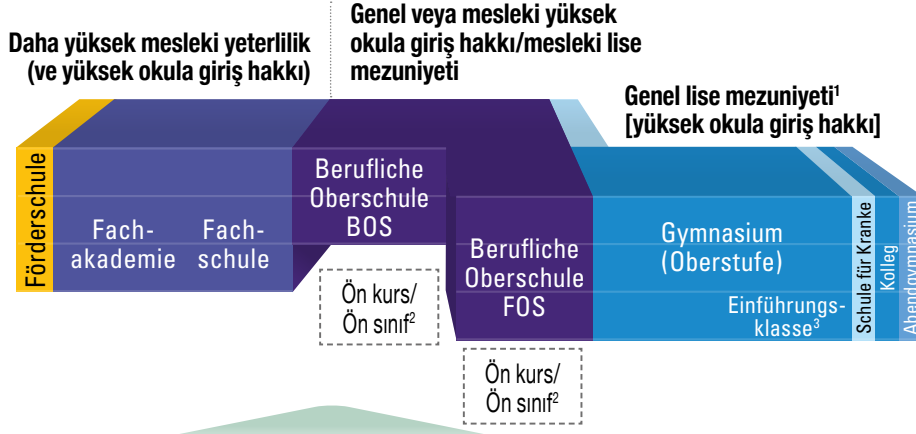 Daha yüksek mesleki yeterlilik
(ve yüksek okula giriş hakkı)
Genel veya mesleki yüksek
okula giriş hakkı/mesleki lise
mezuniyeti
Genel lise mezuniyeti¹
[yüksek okula giriş hakkı]
Förderschule
Fach-
akademie
Fach-
schule
Berufliche
Oberschule
BOS
Ön kurs/
Ön sınıf²
Berufliche
Oberschule
FOS
Ön kurs/
Ön sınıf²
Gymnasium
(Oberstufe)
Einführungs-
klasse³
Schule für Kranke
Kolleg
Abendgymnasium